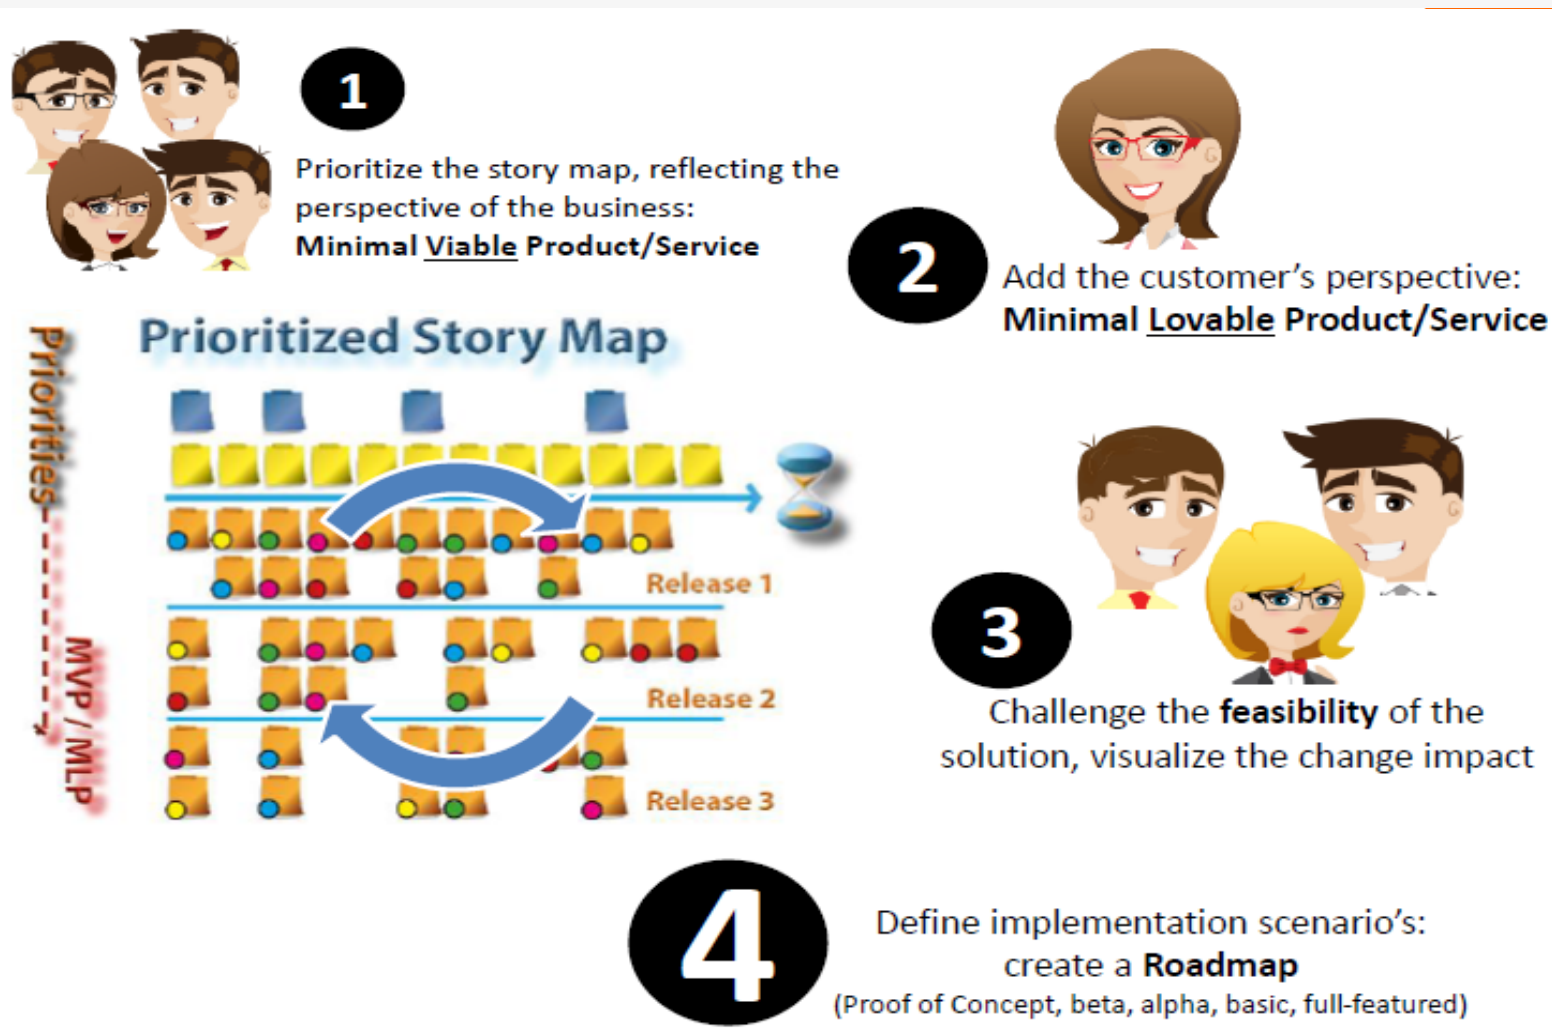 1
Prioritize the story map, reflecting the
perspective of the business:
Minimal Viable Product/Service
2
Add the customer's perspective:
Minimal Lovable Product/Service
Prioritized Story Map
Priorities
MVP / MLP
Release 1
Release 2
Release 3
3
Challenge the feasibility of the
solution, visualize the change impact
4
Define implementation scenario's:
create a Roadmap
(Proof of Concept, beta, alpha, basic, full-featured)